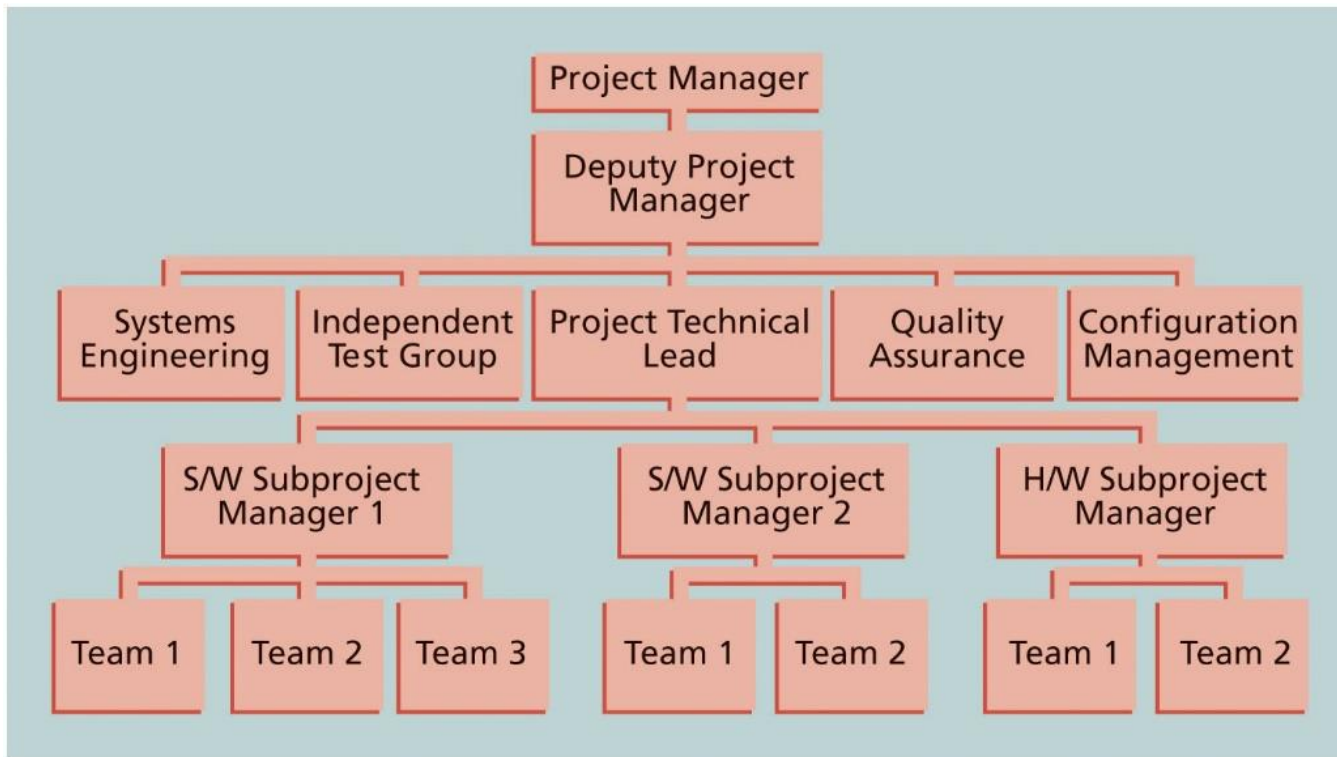 Project Manager
Deputy Project
Manager
Systems
Engineering
Independent
Test Group
Project Technical
Lead
Quality
Assurance
Configuration
Management
S/W Subproject
Manager 1
S/W Subproject
Manager 2
H/W Subproject
Manager
Team 1
Team 2
Team 3
Team 1
Team 2
Team 1
Team 2